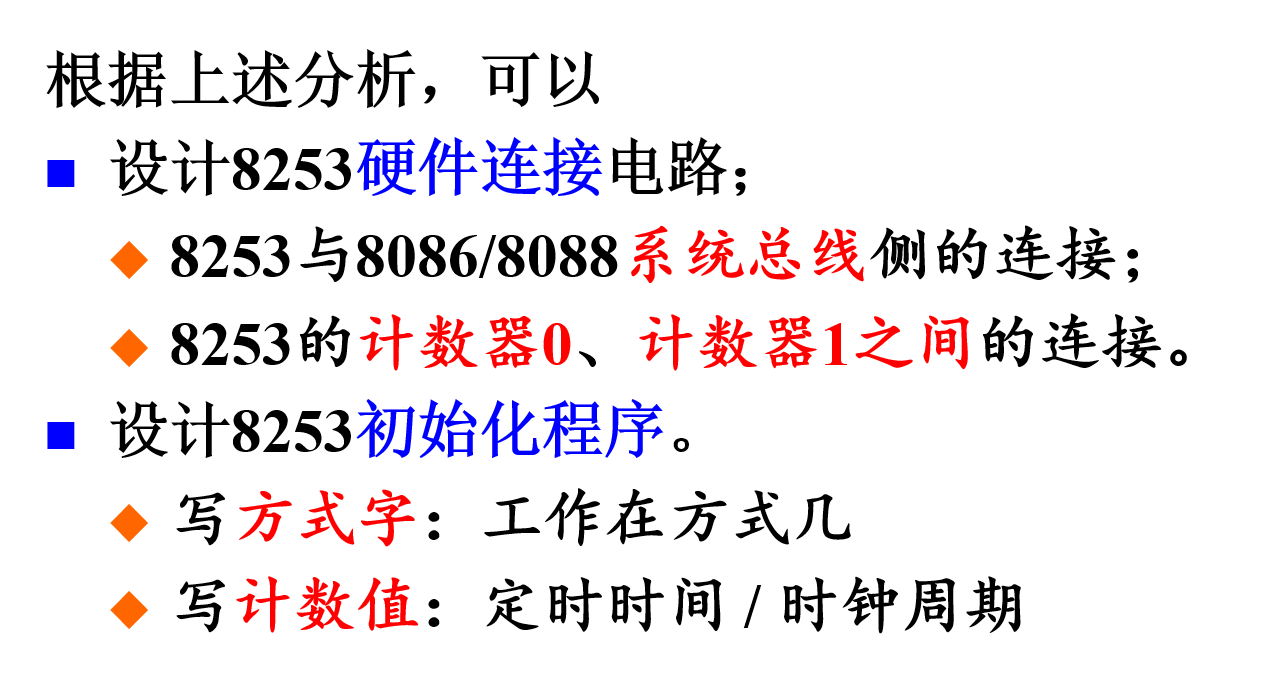 根据上述分析，可以
设计8253硬件连接电路；
8253与8086/8088系统总线侧的连接；
8253的计数器0、计数器1之间的连接。
设计8253初始化程序。
写方式字：工作在方式几
写计数值：定时时间 / 时钟周期